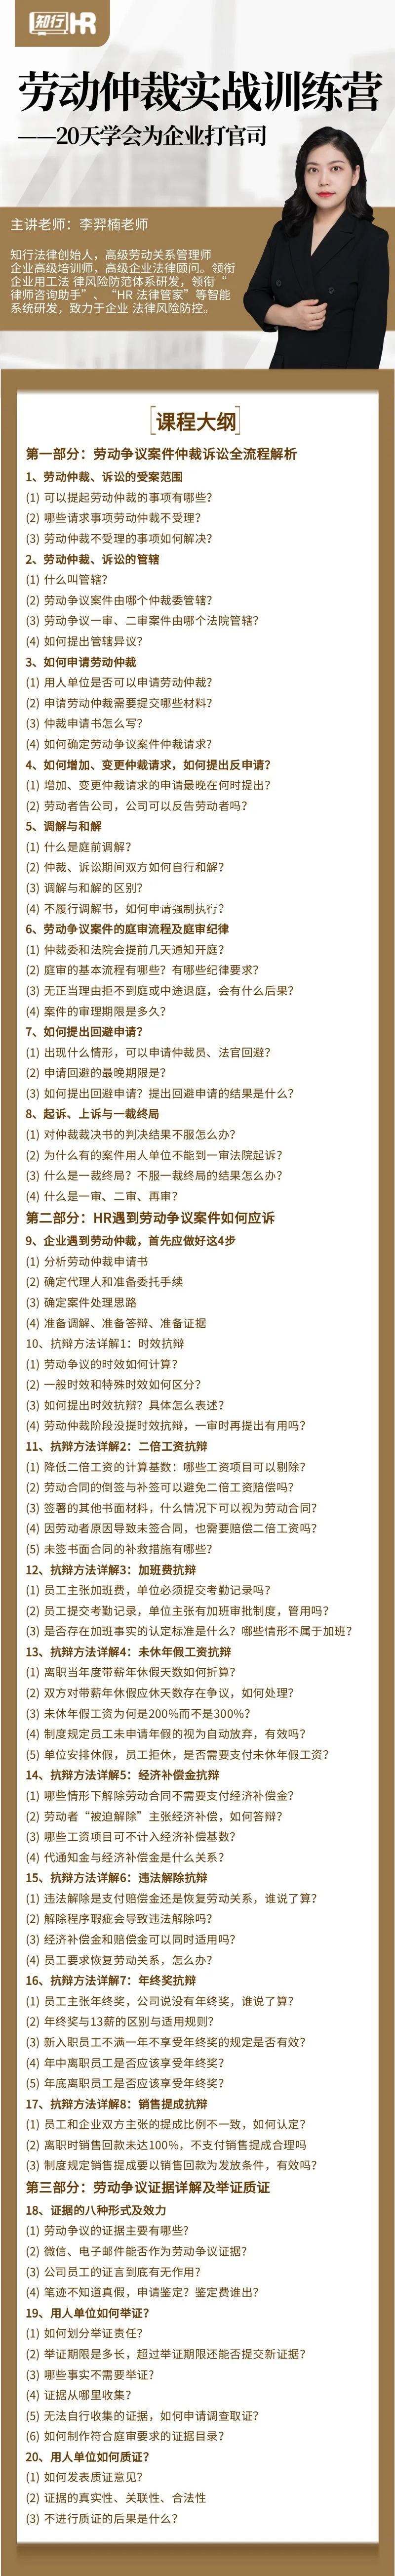 知行HR
劳动仲裁实战训练营
——20天学会为企业打官司
主讲老师：李羿楠老师
知行法律创始人，高级劳动关系管理师
企业高级培训师，高级企业法律顾问。领衔
企业用工法 律风险防范体系研发，领衔“
律师咨询助手”、“HR 法律管家”等智能
系统研发，致力于企业 法律风险防控。
课程大纲
第一部分：劳动争议案件仲裁诉讼全流程解析
1、劳动仲裁、诉讼的受案范围
(1) 可以提起劳动仲裁的事项有哪些？
(2) 哪些请求事项劳动仲裁不受理？
(3) 劳动仲裁不受理的事项如何解决？
2、劳动仲裁、诉讼的管辖
(1) 什么叫管辖？
(2) 劳动争议案件由哪个仲裁委管辖？
(3) 劳动争议一审、二审案件由哪个法院管辖？
(4) 如何提出管辖异议？
3、如何申请劳动仲裁
(1) 用人单位是否可以申请劳动仲裁？
(2) 申请劳动仲裁需要提交哪些材料？
(3) 仲裁申请书怎么写？
(4) 如何确定劳动争议案件仲裁请求？
4、如何增加、变更仲裁请求，如何提出反申请？
(1) 增加、变更仲裁请求的申请最晚在何时提出？
(2) 劳动者告公司，公司可以反告劳动者吗？
5、调解与和解
(1) 什么是庭前调解？
(2) 仲裁、诉讼期间双方如何自行和解？
(3) 调解与和解的区别？
(4) 不履行调解书，如何申请强制执行？
6、劳动争议案件的庭审流程及庭审纪律
(1) 仲裁委和法院会提前几天通知开庭？
(2) 庭审的基本流程有哪些？有哪些纪律要求？
(3) 无正当理由拒不到庭或中途退庭，会有什么后果？
(4) 案件的审理期限是多久？
7、如何提出回避申请？
(1) 出现什么情形，可以申请仲裁员、法官回避？
(2) 申请回避的最晚期限是？
(3) 如何提出回避申请？提出回避申请的结果是什么？
8、起诉、上诉与一裁终局
(1) 对仲裁裁决书的判决结果不服怎么办？
(2) 为什么有的案件用人单位不能到一审法院起诉？
(3) 什么是一裁终局？不服一裁终局的结果怎么办？
(4) 什么是一审、二审、再审？
第二部分：HR遇到劳动争议案件如何应诉
9、企业遇到劳动仲裁，首先应做好这4步
(1) 分析劳动仲裁申请书
(2) 确定代理人和准备委托手续
(3) 确定案件处理思路
(4) 准备调解、准备答辩、准备证据
10、抗辩方法详解1：时效抗辩
(1) 劳动争议的时效如何计算？
(2) 一般时效和特殊时效如何区分？
(3) 如何提出时效抗辩？具体怎么表述？
(4) 劳动仲裁阶段没提时效抗辩，一审时再提出有用吗？
11、抗辩方法详解2：二倍工资抗辩
(1) 降低二倍工资的计算基数：哪些工资项目可以剔除？
(2) 劳动合同的倒签与补签可以避免二倍工资赔偿吗？
(3) 签署的其他书面材料，什么情况下可以视为劳动合同？
(4) 因劳动者原因导致未签合同，也需要赔偿二倍工资吗？
(5) 未签书面合同的补救措施有哪些？
12、抗辩方法详解3：加班费抗辩
(1) 员工主张加班费，单位必须提交考勤记录吗？
(2) 员工提交考勤记录，单位主张有加班审批制度，管用吗？
(3) 是否存在加班事实的认定标准是什么？哪些情形不属于加班？
13、抗辩方法详解4：未休年假工资抗辩
(1) 离职当年度带薪年休假天数如何折算？
(2) 双方对带薪年休假应休天数存在争议，如何处理？
(3) 未休年假工资为何是200%而不是300%？
(4) 制度规定员工未申请年假的视为自动放弃，有效吗？
(5) 单位安排休假，员工拒休，是否需要支付未休年假工资？
14、抗辩方法详解5：经济补偿金抗辩
(1) 哪些情形下解除劳动合同不需要支付经济补偿金？
(2) 劳动者“被迫解除”主张经济补偿，如何答辩？
(3) 哪些工资项目可不计入经济补偿基数？
(4) 代通知金与经济补偿金是什么关系？
15、抗辩方法详解6：违法解除抗辩
(1) 违法解除是支付赔偿金还是恢复劳动关系，谁说了算？
(2) 解除程序瑕疵会导致违法解除吗？
(3) 经济补偿金和赔偿金可以同时适用吗？
(4) 员工要求恢复劳动关系，怎么办？
16、抗辩方法详解7：年终奖抗辩
(1) 员工主张年终奖，公司说没有年终奖，谁说了算？
(2) 年终奖与13薪的区别与适用规则？
(3) 新入职员工不满一年不享受年终奖的规定是否有效？
(4) 年中离职员工是否应该享受年终奖？
(5) 年底离职员工是否应该享受年终奖？
17、抗辩方法详解8：销售提成抗辩
(1) 员工和企业双方主张的提成比例不一致，如何认定？
(2) 离职时销售回款未达100%，不支付销售提成合理吗
(3) 制度规定销售提成要以销售回款为发放条件，有效吗？
第三部分：劳动争议证据详解及举证质证
18、证据的八种形式及效力
(1) 劳动争议的证据主要有哪些？
(2) 微信、电子邮件能否作为劳动争议证据？
(3) 公司员工的证言到底有无作用？
(4) 笔迹不知道真假，申请鉴定？鉴定费谁出？
19、用人单位如何举证？
(1) 如何划分举证责任？
(2) 举证期限是多长，超过举证期限还能否提交新证据？
(3) 哪些事实不需要举证？
(4) 证据从哪里收集？
(5) 无法自行收集的证据，如何申请调查取证？
(6) 如何制作符合庭审要求的证据目录？
20、用人单位如何质证？
(1) 如何发表质证意见？
(2) 证据的真实性、关联性、合法性
(3) 不进行质证的后果是什么？